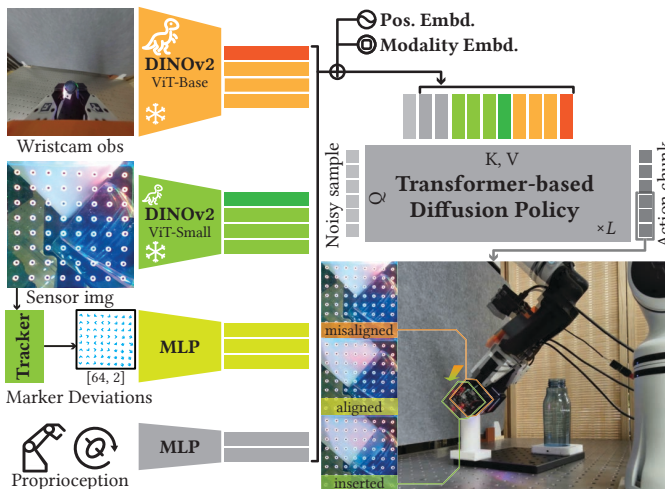 DINOv2
ViT-Base
Wristcam obs
Pos. Embd.
Modality Embd.
DINOv2
ViT-Small
Sensor img
Noisy sample
Q
K, V
Transformer-based
Diffusion Policy
×L
Action chunk
Tracker
[64, 2]
Marker Deviations
MLP
MLP
Proprioception
misaligned
aligned
inserted